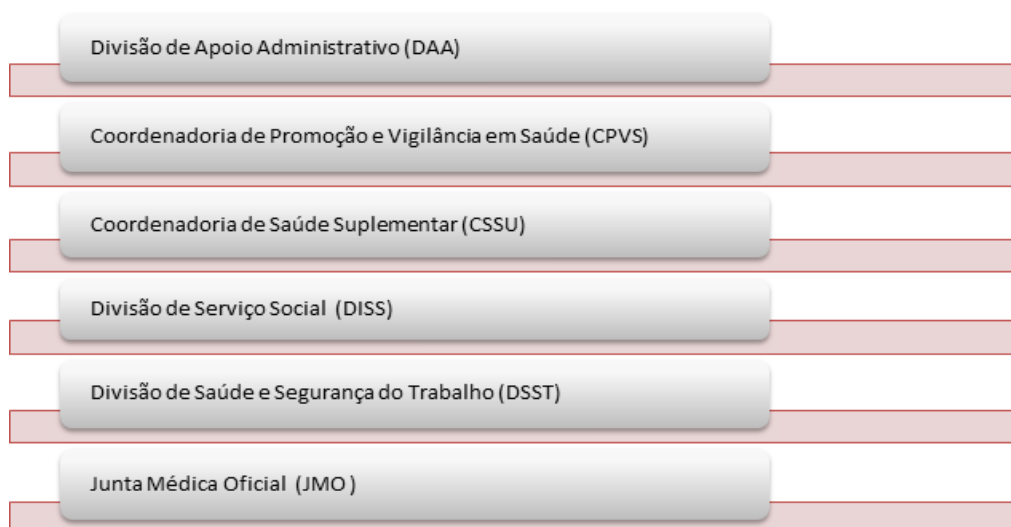 Divisão de Apoio Administrativo (DAA)
Coordenadoria de Promoção e Vigilância em Saúde (CPVS)
Coordenadoria de Saúde Suplementar (CSSU)
Divisão de Serviço Social (DISS)
Divisão de Saúde e Segurança do Trabalho (DSST)
Junta Médica Oficial (JMO )